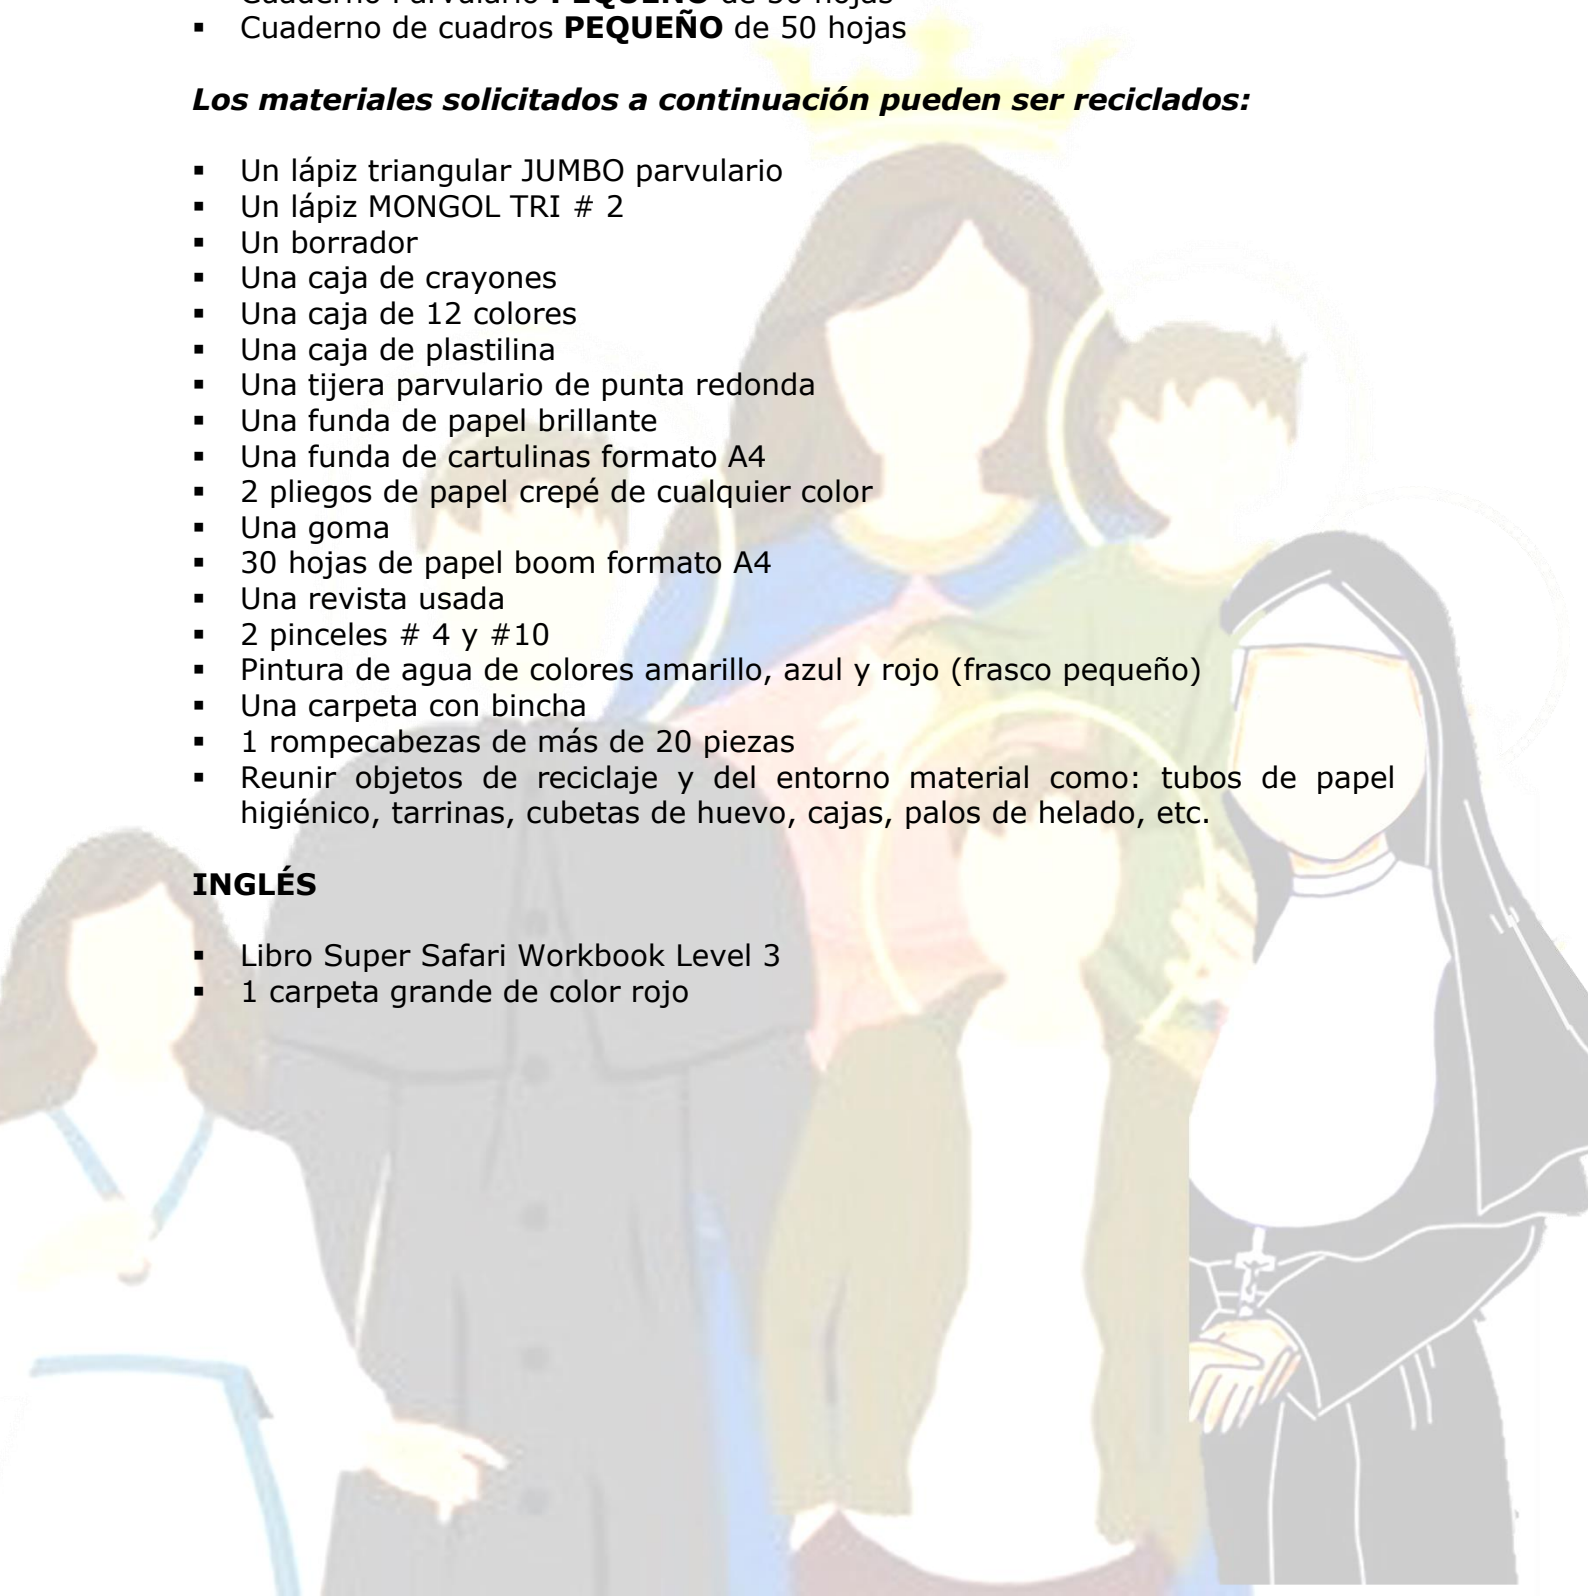 Cuaderno Parvulario PEQUEÑO de 50 hojas
▪ Cuaderno de cuadros PEQUEÑO de 50 hojas
Los materiales solicitados a continuación pueden ser reciclados:
▪ Un lápiz triangular JUMBO parvulario
▪ Un lápiz MONGOL TRI # 2
▪ Un borrador
▪ Una caja de crayones
▪ Una caja de 12 colores
▪ Una caja de plastilina
▪ Una tijera parvulario de punta redonda
▪ Una funda de papel brillante
▪ Una funda de cartulinas formato A4
▪ 2 pliegos de papel crepé de cualquier color
▪ Una goma
▪ 30 hojas de papel boom formato A4
▪ Una revista usada
▪ 2 pinceles # 4 y #10
▪ Pintura de agua de colores amarillo, azul y rojo (frasco pequeño)
▪ Una carpeta con bincha
▪ 1 rompecabezas de más de 20 piezas
▪ Reunir objetos de reciclaje y del entorno material como: tubos de papel
higiénico, tarrinas, cubetas de huevo, cajas, palos de helado, etc.
INGLÉS
▪ Libro Super Safari Workbook Level 3
▪ 1 carpeta grande de color rojo